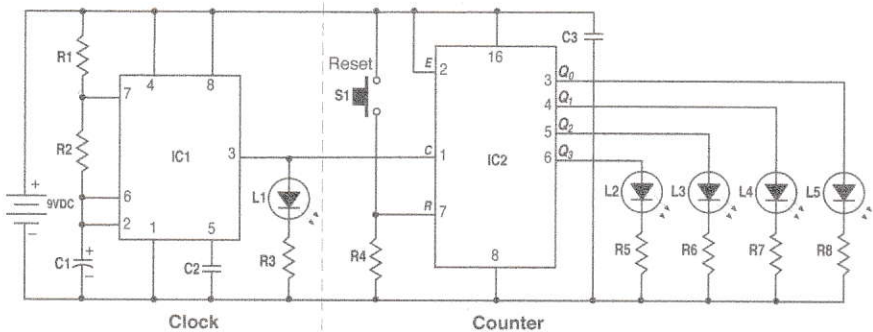 R1
R2
9VDC
+
−
C1
+
−
7
4
8
6
2
1
5
3
IC1
C2
L1
R3
Clock
Reset
S1
R4
E
2
C
1
R
7
16
IC2
8
3
Q0
4
Q1
5
Q2
6
Q3
C3
L2
L3
L4
L5
R5
R6
R7
R8
Counter